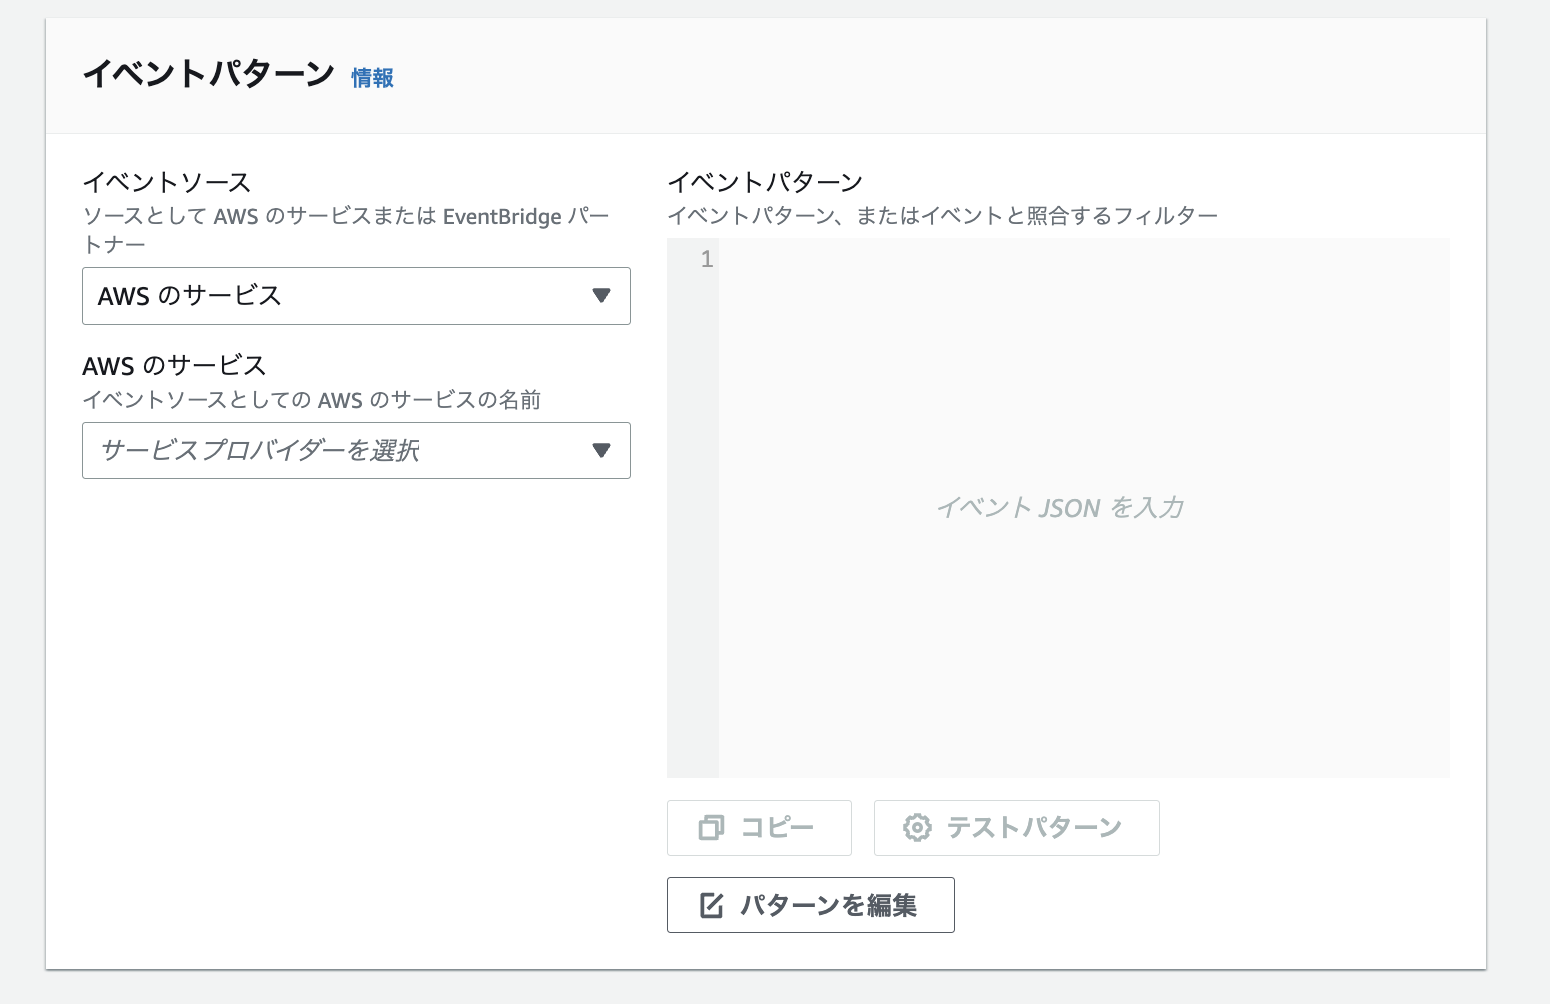 イベントパターン 情報
イベントソース
ソースとして AWS のサービスまたは EventBridge パー
トナー
AWS のサービス
AWS のサービス
イベントソースとしての AWS のサービスの名前
サービスプロバイダーを選択
イベントパターン
イベントパターン、またはイベントと照合するフィルター
1
イベント JSON を入力
コピー
テストパターン
パターンを編集